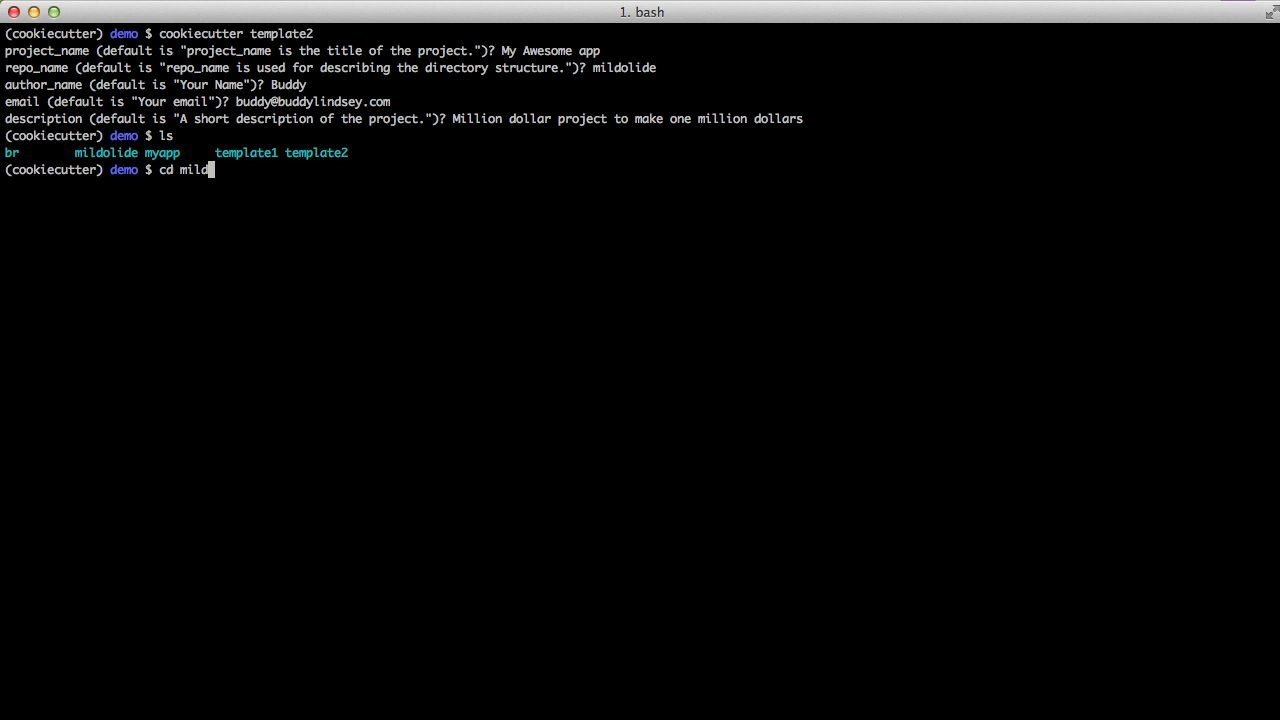 1. bash
(cookiecutter) demo $ cookiecutter template2
project_name (default is "project_name is the title of the project.")? My Awesome app
repo_name (default is "repo_name is used for describing the directory structure.")? mildolide
author_name (default is "Your Name")? Buddy
email (default is "Your email")? buddy@buddylindsey.com
description (default is "A short description of the project.")? Million dollar project to make one million dollars
(cookiecutter) demo $ ls
br mildolide myapp template1 template2
(cookiecutter) demo $ cd mild